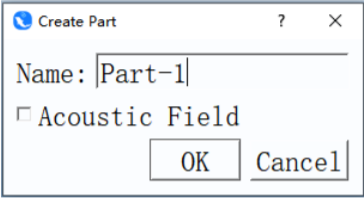 Create Part
Name: Part-1
Acoustic Field
OK Cancel